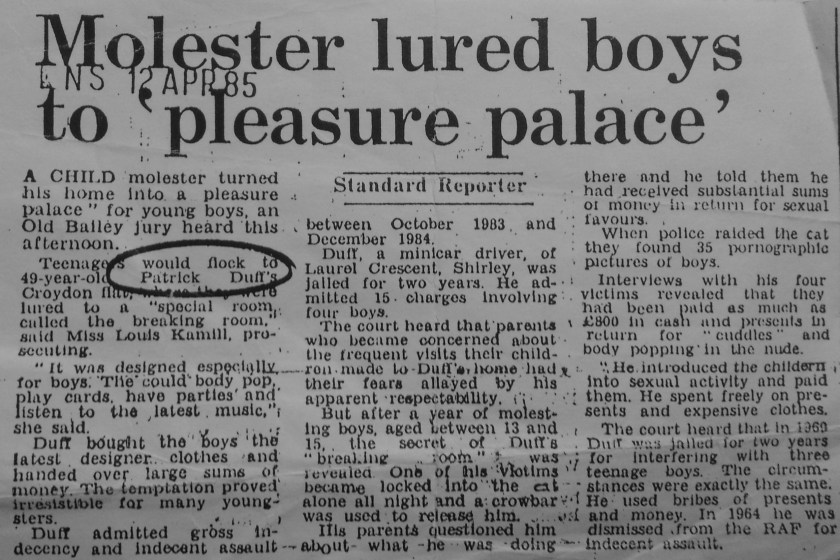 Molester lured boys
ENS 12 APR 85
to ‘pleasure palace’
A CHILD molester turned
his home into a pleasure
palace" for young boys, an
Old Bailey jury heard this
afternoon.
Teenagers would flock to
49-year-old Patrick Duff's
Croydon flat, where they were
lured to a "special room,
called the breaking room,
said Miss Louis Kamill, pro-
secuting.
"It was designed especially
for boys. The could body pop,
play cards, have parties and
listen to the latest music,"
she said.
Duff bought the boys the
latest designer clothes and
handed over large sums of
money. The temptation proved
irresistible for many young-
sters.
Duff admitted gross in-
decency and indecent assault
Standard Reporter
between October 1983 and
December 1984.
Duff, a minicar driver, of
Laurel Crescent, Shirley, was
jailed for two years. He ad-
mitted 15 charges involving
four boys.
The court heard that parents
who became concerned about
the frequent visits their child-
ren made to Duff's home had
their fears allayed by his
apparent respectability.
But after a year of molest-
ing boys, aged between 13 and
15, the secret of Duff's
"breaking room" was
revealed One of his victims
became locked into the cat
alone all night and a crowbar
was used to release him.
His parents questioned him
about what he was doing
there and he told them he
had received substantial sums
of money in return for sexual
favours.
When police raided the cat
they found 35 pornographic
pictures of boys.
Interviews with his four
victims revealed that they
had been paid as much as
£800 in cash and presents in
return for "cuddles" and
body popping in the nude.
"He introduced the childern
into sexual activity and paid
them. He spent freely on pre-
sents and expensive clothes.
The court heard that in 1960
Duff was jailed for two years
for interfering with three
teenage boys. The circum-
stances were exactly the same.
He used bribes of presents
and money. In 1964 he was
dismissed from the RAF for
indecent assault.